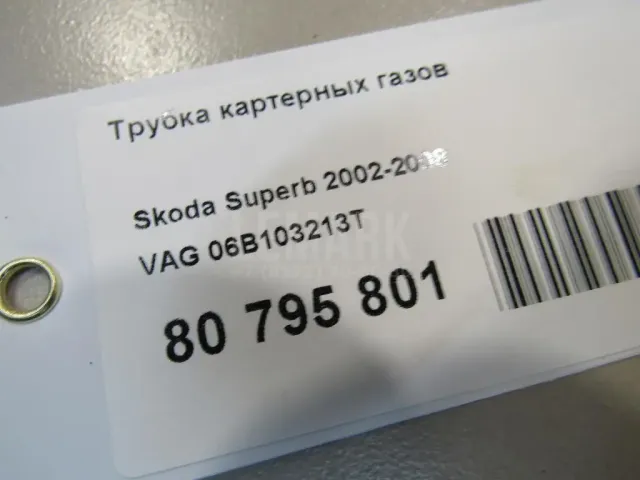 Трубка картерных газов
Skoda Superb 2002-20
VAG 06B103213T
80 795 801